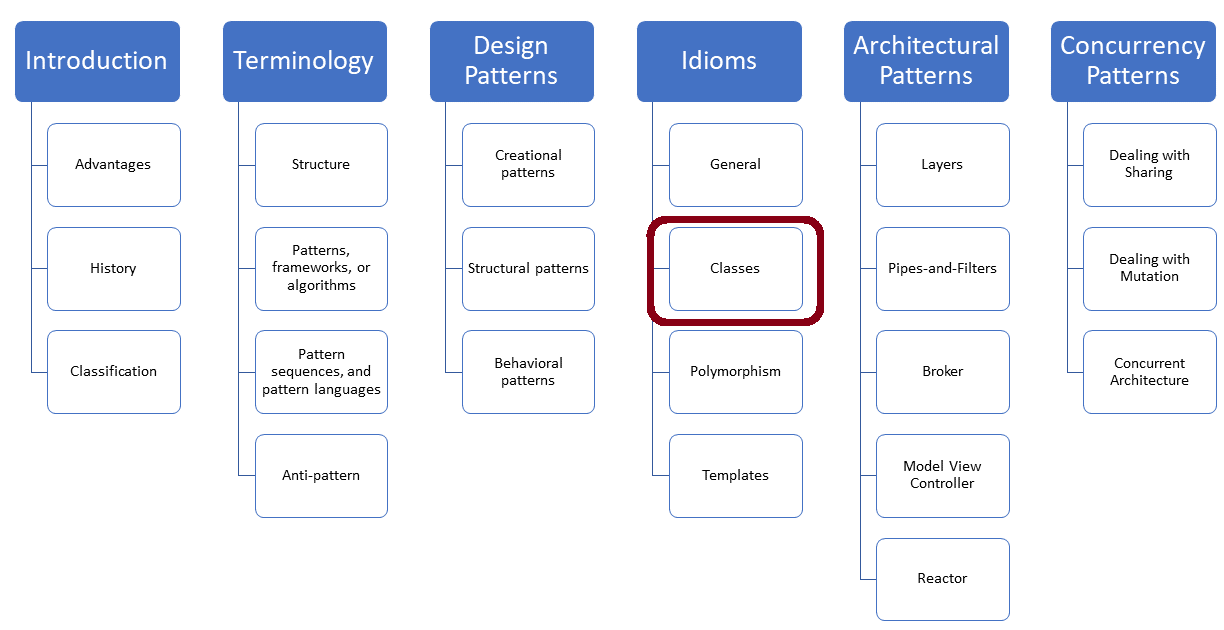 Introduction
Advantages
History
Classification
Terminology
Structure
Patterns,
frameworks, or
algorithms
Pattern
sequences, and
pattern languages
Anti-pattern
Design
Patterns
Creational
patterns
Structural patterns
Behavioral
patterns
Idioms
General
Classes
Polymorphism
Templates
Architectural
Patterns
Layers
Pipes-and-Filters
Broker
Model View
Controller
Reactor
Concurrency
Patterns
Dealing with
Sharing
Dealing with
Mutation
Concurrent
Architecture